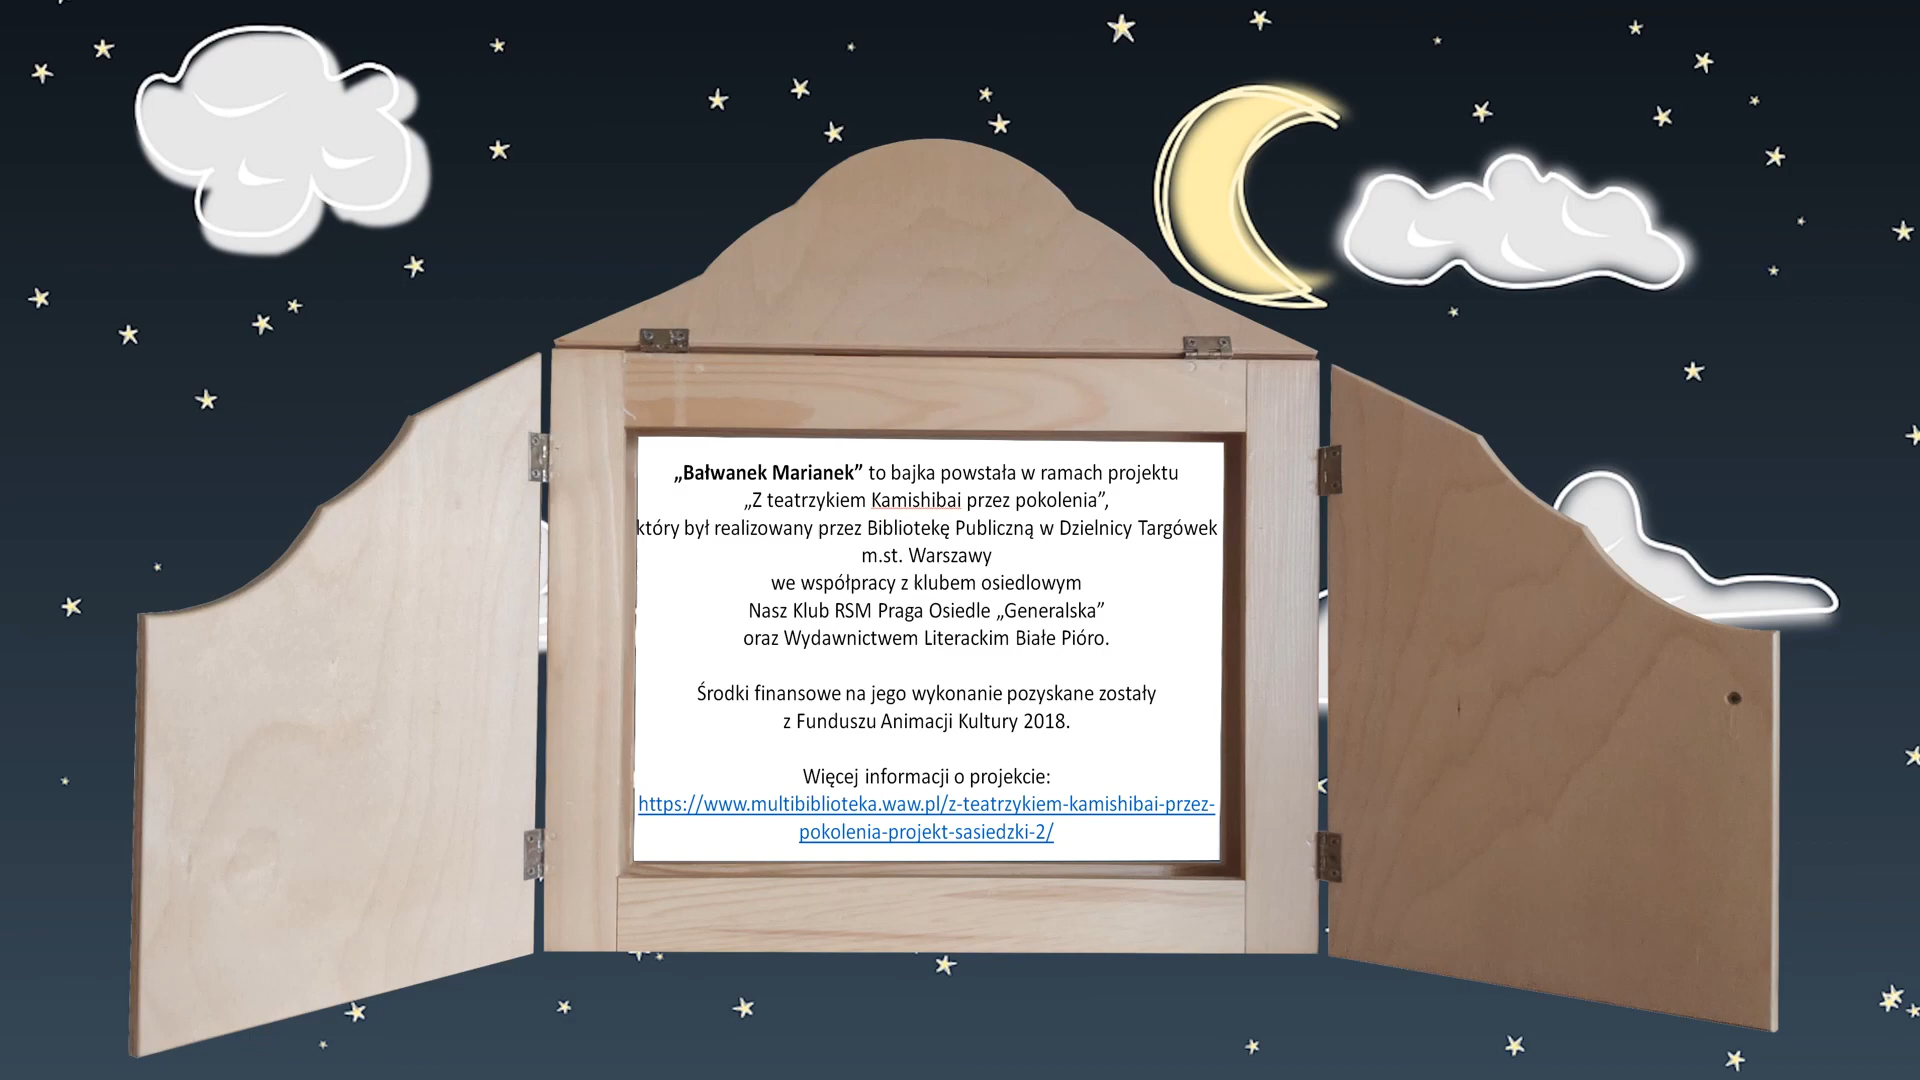 „Bałwanek Marianek” to bajka powstała w ramach projektu
„Z teatrzykiem Kamishibai przez pokolenia”,
który był realizowany przez Bibliotekę Publiczną w Dzielnicy Targówek
m.st. Warszawy
we współpracy z klubem osiedlowym
Nasz Klub RSM Praga Osiedle „Generalska”
oraz Wydawnictwem Literackim Białe Pióro.
Środki finansowe na jego wykonanie pozyskane zostały
z Funduszu Animacji Kultury 2018.
Więcej informacji o projekcie:
https://www.multibiblioteka.waw.pl/z-teatrzykiem-kamishibai-przez-
pokolenia-projekt-sasiedzki-2/